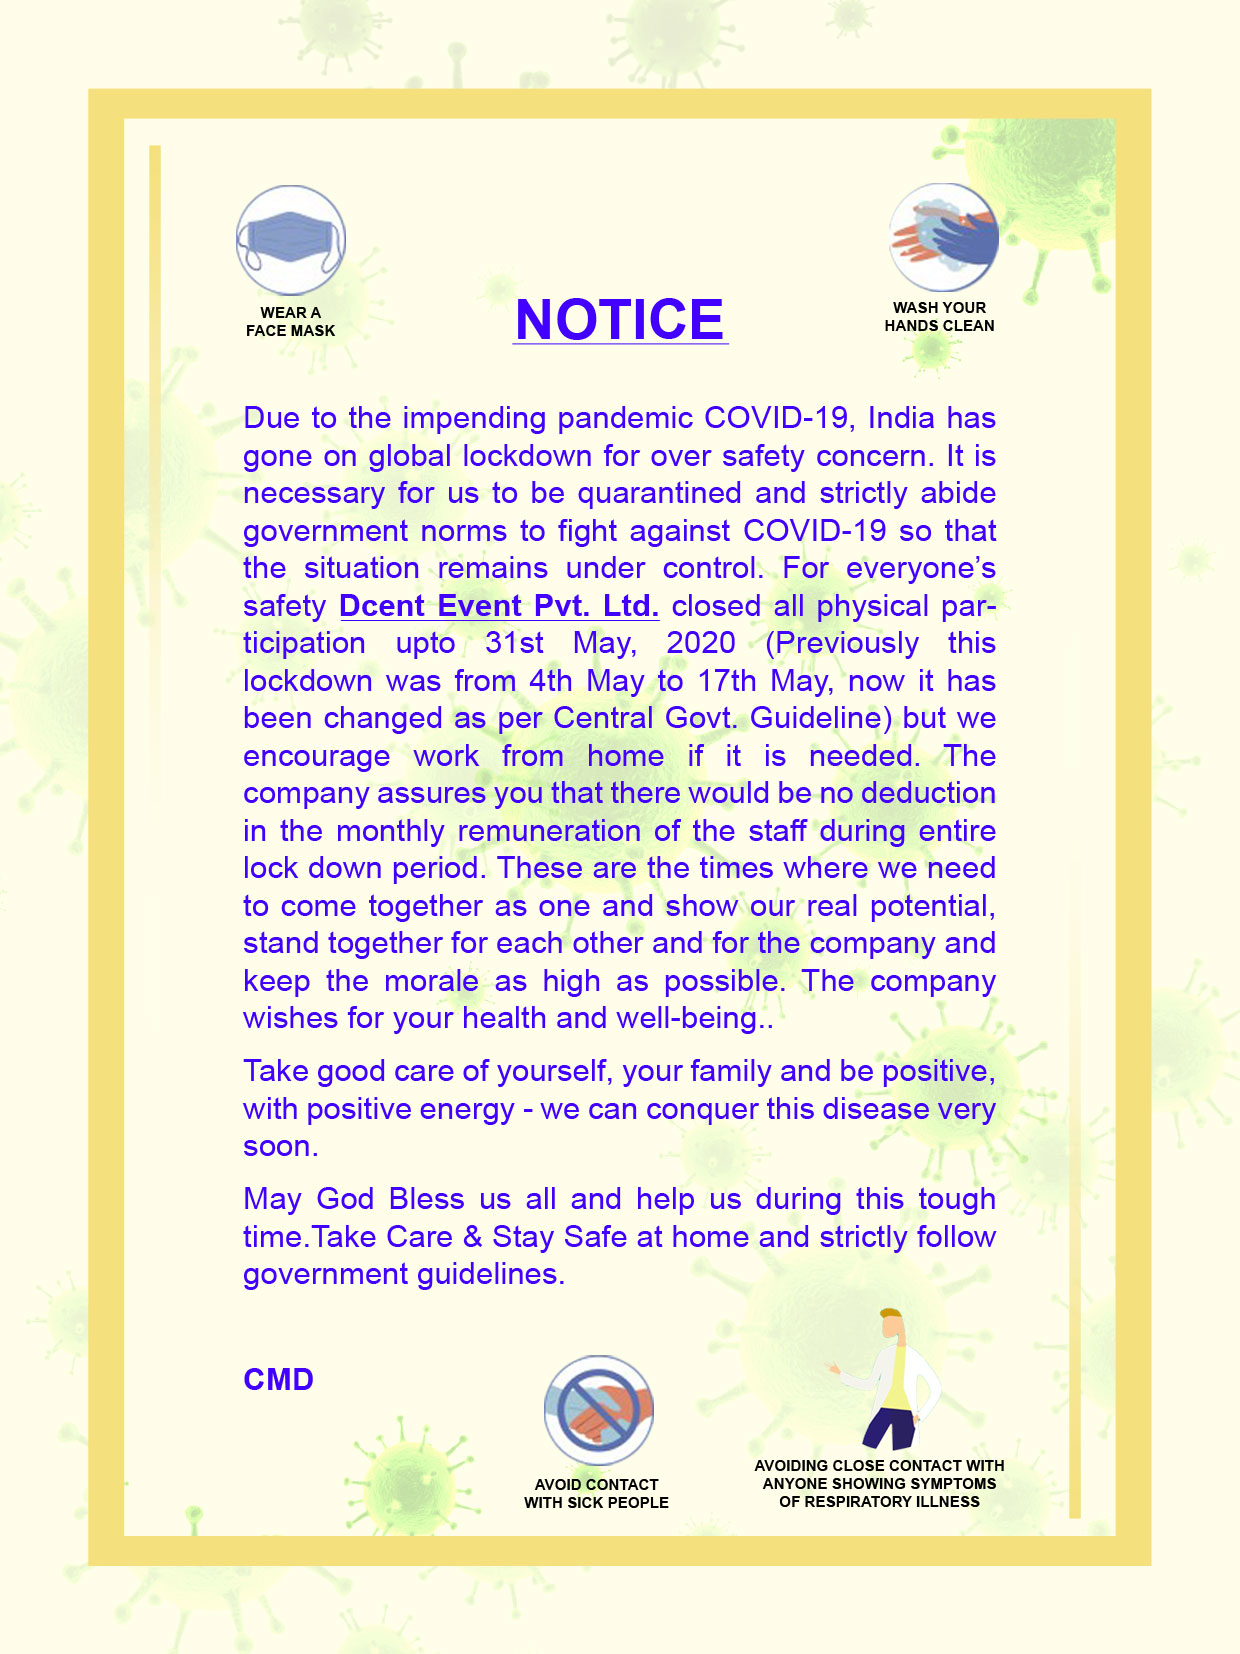 WEAR A
FACE MASK
WASH YOUR
HANDS CLEAN
NOTICE
Due to the impending pandemic COVID-19, India has
gone on global lockdown for over safety concern. It is
necessary for us to be quarantined and strictly abide
government norms to fight against COVID-19 so that
the situation remains under control. For everyone’s
safety Dcent Event Pvt. Ltd. closed all physical par-
ticipation upto 31st May, 2020 (Previously this
lockdown was from 4th May to 17th May, now it has
been changed as per Central Govt. Guideline) but we
encourage work from home if it is needed. The
company assures you that there would be no deduction
in the monthly remuneration of the staff during entire
lock down period. These are the times where we need
to come together as one and show our real potential,
stand together for each other and for the company and
keep the morale as high as possible. The company
wishes for your health and well-being..
Take good care of yourself, your family and be positive,
with positive energy - we can conquer this disease very
soon.
May God Bless us all and help us during this tough
time.Take Care & Stay Safe at home and strictly follow
government guidelines.
CMD
AVOID CONTACT
WITH SICK PEOPLE
AVOIDING CLOSE CONTACT WITH
ANYONE SHOWING SYMPTOMS
OF RESPIRATORY ILLNESS